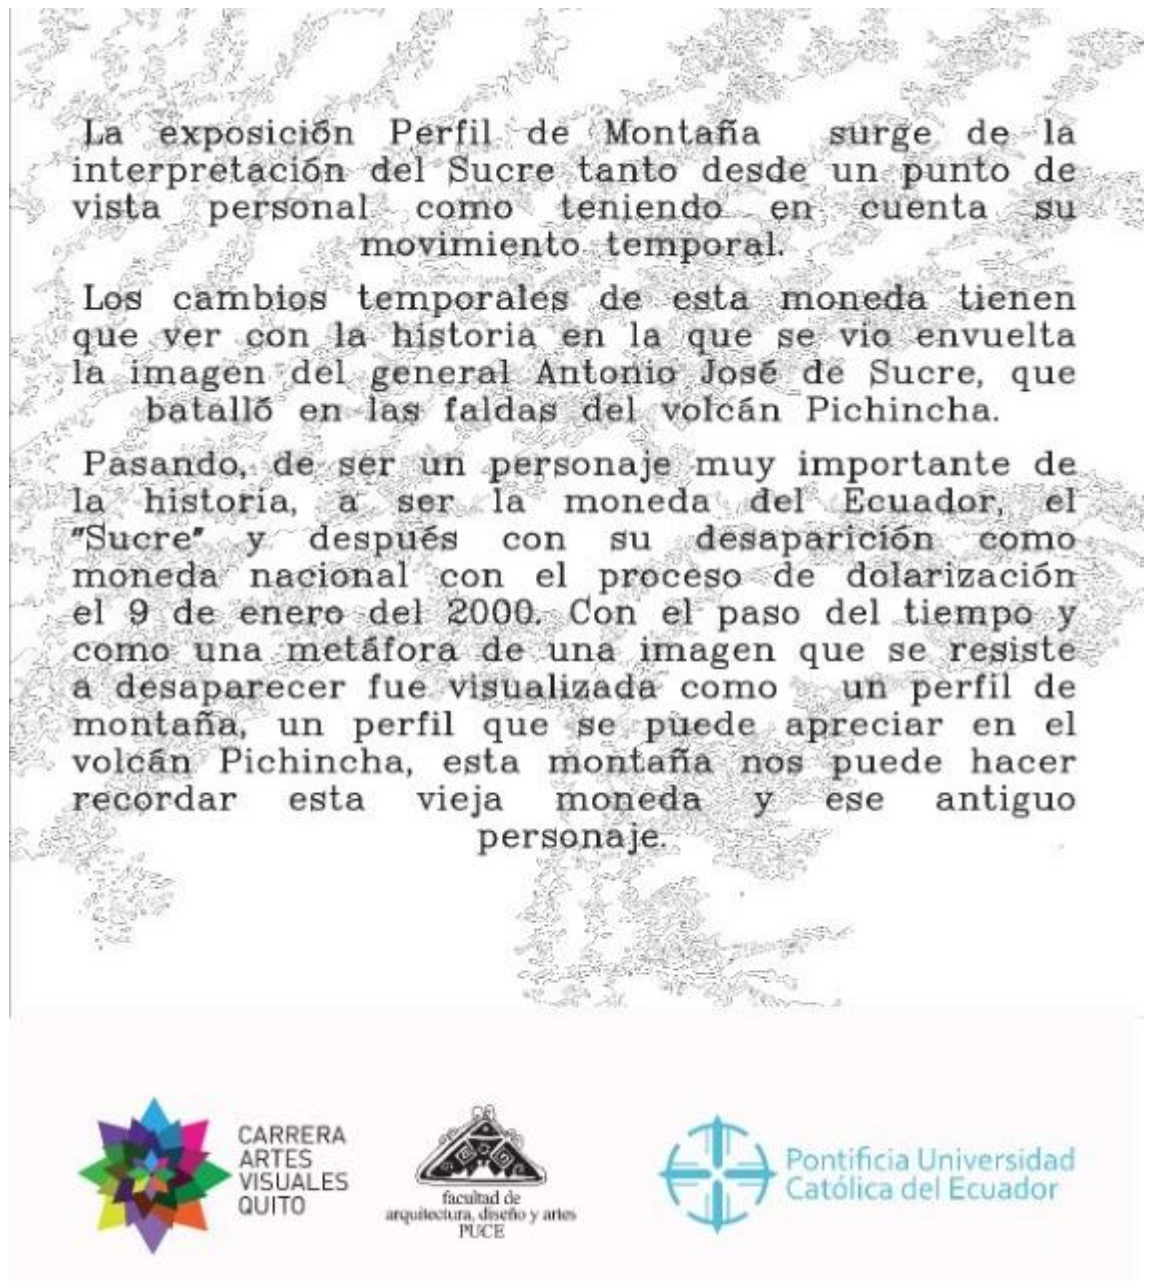 La exposición Perfil de Montaña surge de la
interpretación del Sucre tanto desde un punto de
vista personal como teniendo en cuenta su
movimiento temporal.
Los cambios temporales de esta moneda tienen
que ver con la historia en la que se vio envuelta
la imagen del general Antonio José de Sucre, que
batalló en las faldas del volcán Pichincha.
Pasando, de ser un personaje muy importante de
la historia, a ser la moneda del Ecuador, el
"Sucre" y después con su desaparición como
moneda nacional con el proceso de dolarización
el 9 de enero del 2000. Con el paso del tiempo y
como una metáfora de una imagen que se resiste
a desaparecer fue visualizada como un perfil de
montaña, un perfil que se puede apreciar en el
volcán Pichincha, esta montaña nos puede hacer
recordar esta vieja moneda y ese antiguo
personaje.
CARRERA
ARTES
VISUALES
QUITO
facultad de
arquitectura, diseño y artes
PUCE
Pontificia Universidad
Católica del Ecuador